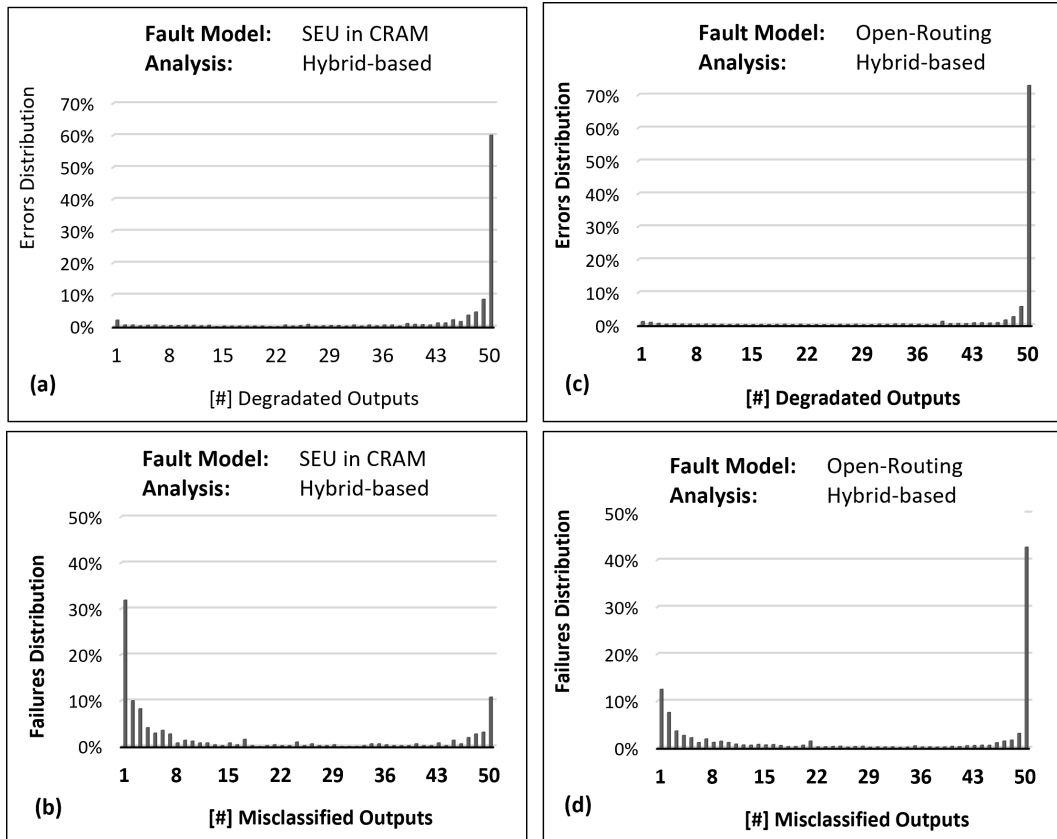 Fault Model: SEU in CRAM
Analysis: Hybrid-based
Errors Distribution
70%
60%
50%
40%
30%
20%
10%
0%
1 8 15 22 29 36 43 50
(a)
[#] Degradated Outputs
Fault Model: Open-Routing
Analysis: Hybrid-based
Errors Distribution
70%
60%
50%
40%
30%
20%
10%
0%
1 8 15 22 29 36 43 50
(c)
[#] Degradated Outputs
Fault Model: SEU in CRAM
Analysis: Hybrid-based
Failures Distribution
50%
40%
30%
20%
10%
0%
1 8 15 22 29 36 43 50
(b)
[#] Misclassified Outputs
Fault Model: Open-Routing
Analysis: Hybrid-based
Failures Distribution
50%
40%
30%
20%
10%
0%
1 8 15 22 29 36 43 50
(d)
[#] Misclassified Outputs